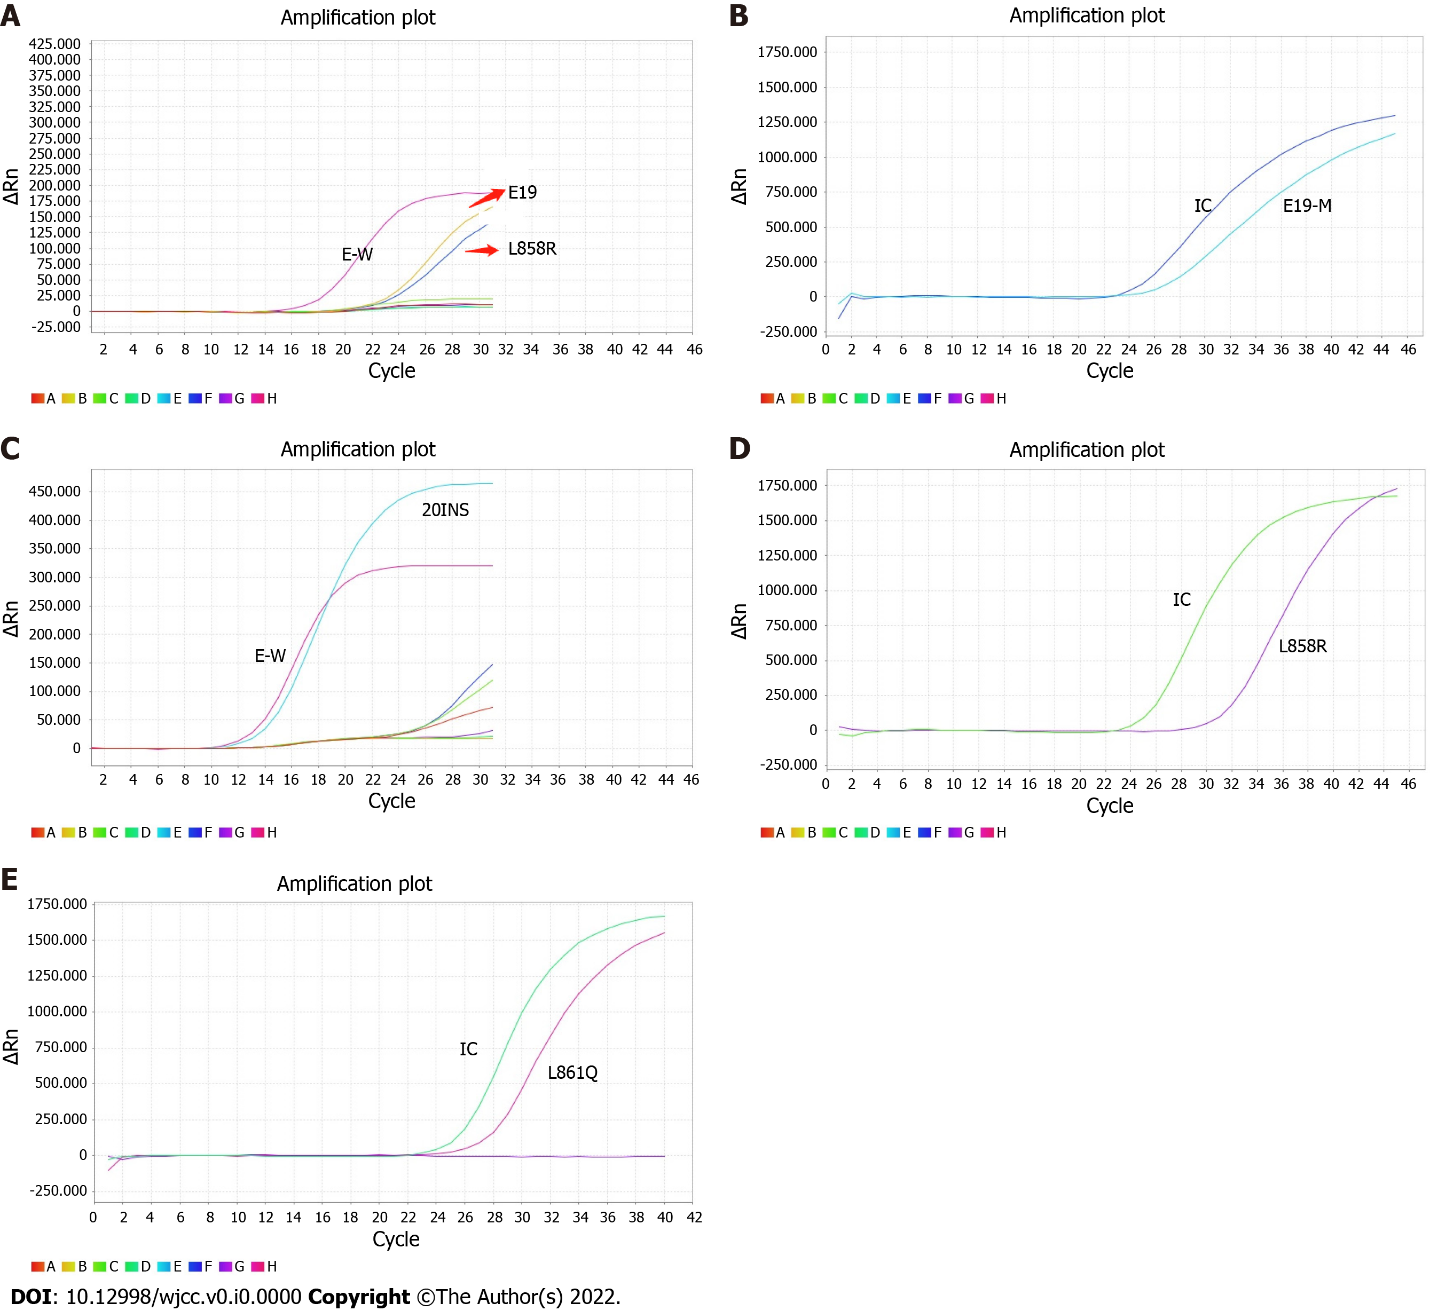 A
Amplification plot
425.000
400.000
375.000
350.000
325.000
300.000
275.000
250.000
225.000
200.000
175.000
150.000
125.000
100.000
75.000
50.000
25.000
0
-25.000
ΔRn
E19
E-W
L858R
2 4 6 8 10 12 14 16 18 20 22 24 26 28 30 32 34 36 38 40 42 44 46
Cycle
A B C D E F G H
B
Amplification plot
1750.000
1500.000
1250.000
1000.000
750.000
500.000
250.000
0
-250.000
ΔRn
IC
E19-M
0 2 4 6 8 10 12 14 16 18 20 22 24 26 28 30 32 34 36 38 40 42 44 46
Cycle
A B C D E F G H
C
Amplification plot
450.000
400.000
350.000
300.000
250.000
200.000
150.000
100.000
50.000
0
ΔRn
20INS
E-W
2 4 6 8 10 12 14 16 18 20 22 24 26 28 30 32 34 36 38 40 42 44 46
Cycle
A B C D E F G H
D
Amplification plot
1750.000
1500.000
1250.000
1000.000
750.000
500.000
250.000
0
-250.000
ΔRn
IC
L858R
0 2 4 6 8 10 12 14 16 18 20 22 24 26 28 30 32 34 36 38 40 42 44 46
Cycle
A B C D E F G H
E
Amplification plot
1750.000
1500.000
1250.000
1000.000
750.000
500.000
250.000
0
-250.000
ΔRn
IC
L861Q
0 2 4 6 8 10 12 14 16 18 20 22 24 26 28 30 32 34 36 38 40 42
Cycle
A B C D E F G H
DOI: 10.12998/wjcc.v0.i0.0000 Copyright ©The Author(s) 2022.